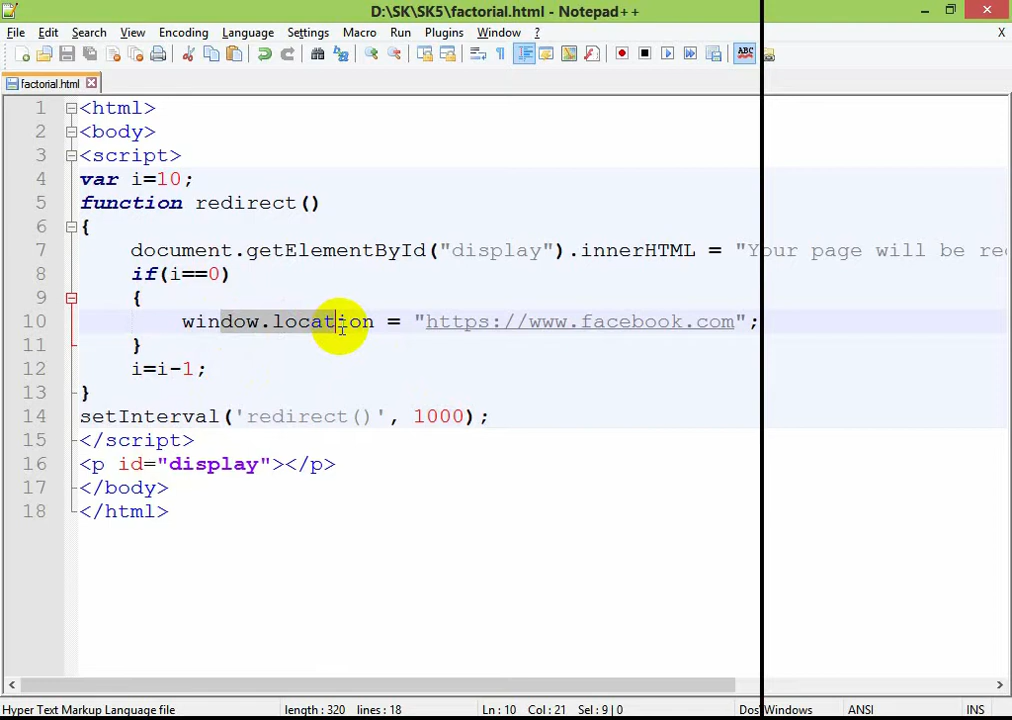 D:\SK\SK5\factorial.html - Notepad++
File Edit Search View Encoding Language Settings Macro Run Plugins Window ? X
ABC
factorial.html
1 <html>
2 <body>
3 <script>
4 var i=10;
5 function redirect()
6 {
7 document.getElementById("display").innerHTML = "Your page will be
8 if(i==0)
9 {
10 window.location = "https://www.facebook.com";
11 }
12 i=i-1;
13 }
14 setInterval('redirect()', 1000);
15 </script>
16 <p id="display"></p>
17 </body>
18 </html>
Hyper Text Markup Language file length : 320 lines : 18 Ln : 10 Col : 21 Sel : 9 | 0 Dos\Windows ANSI INS